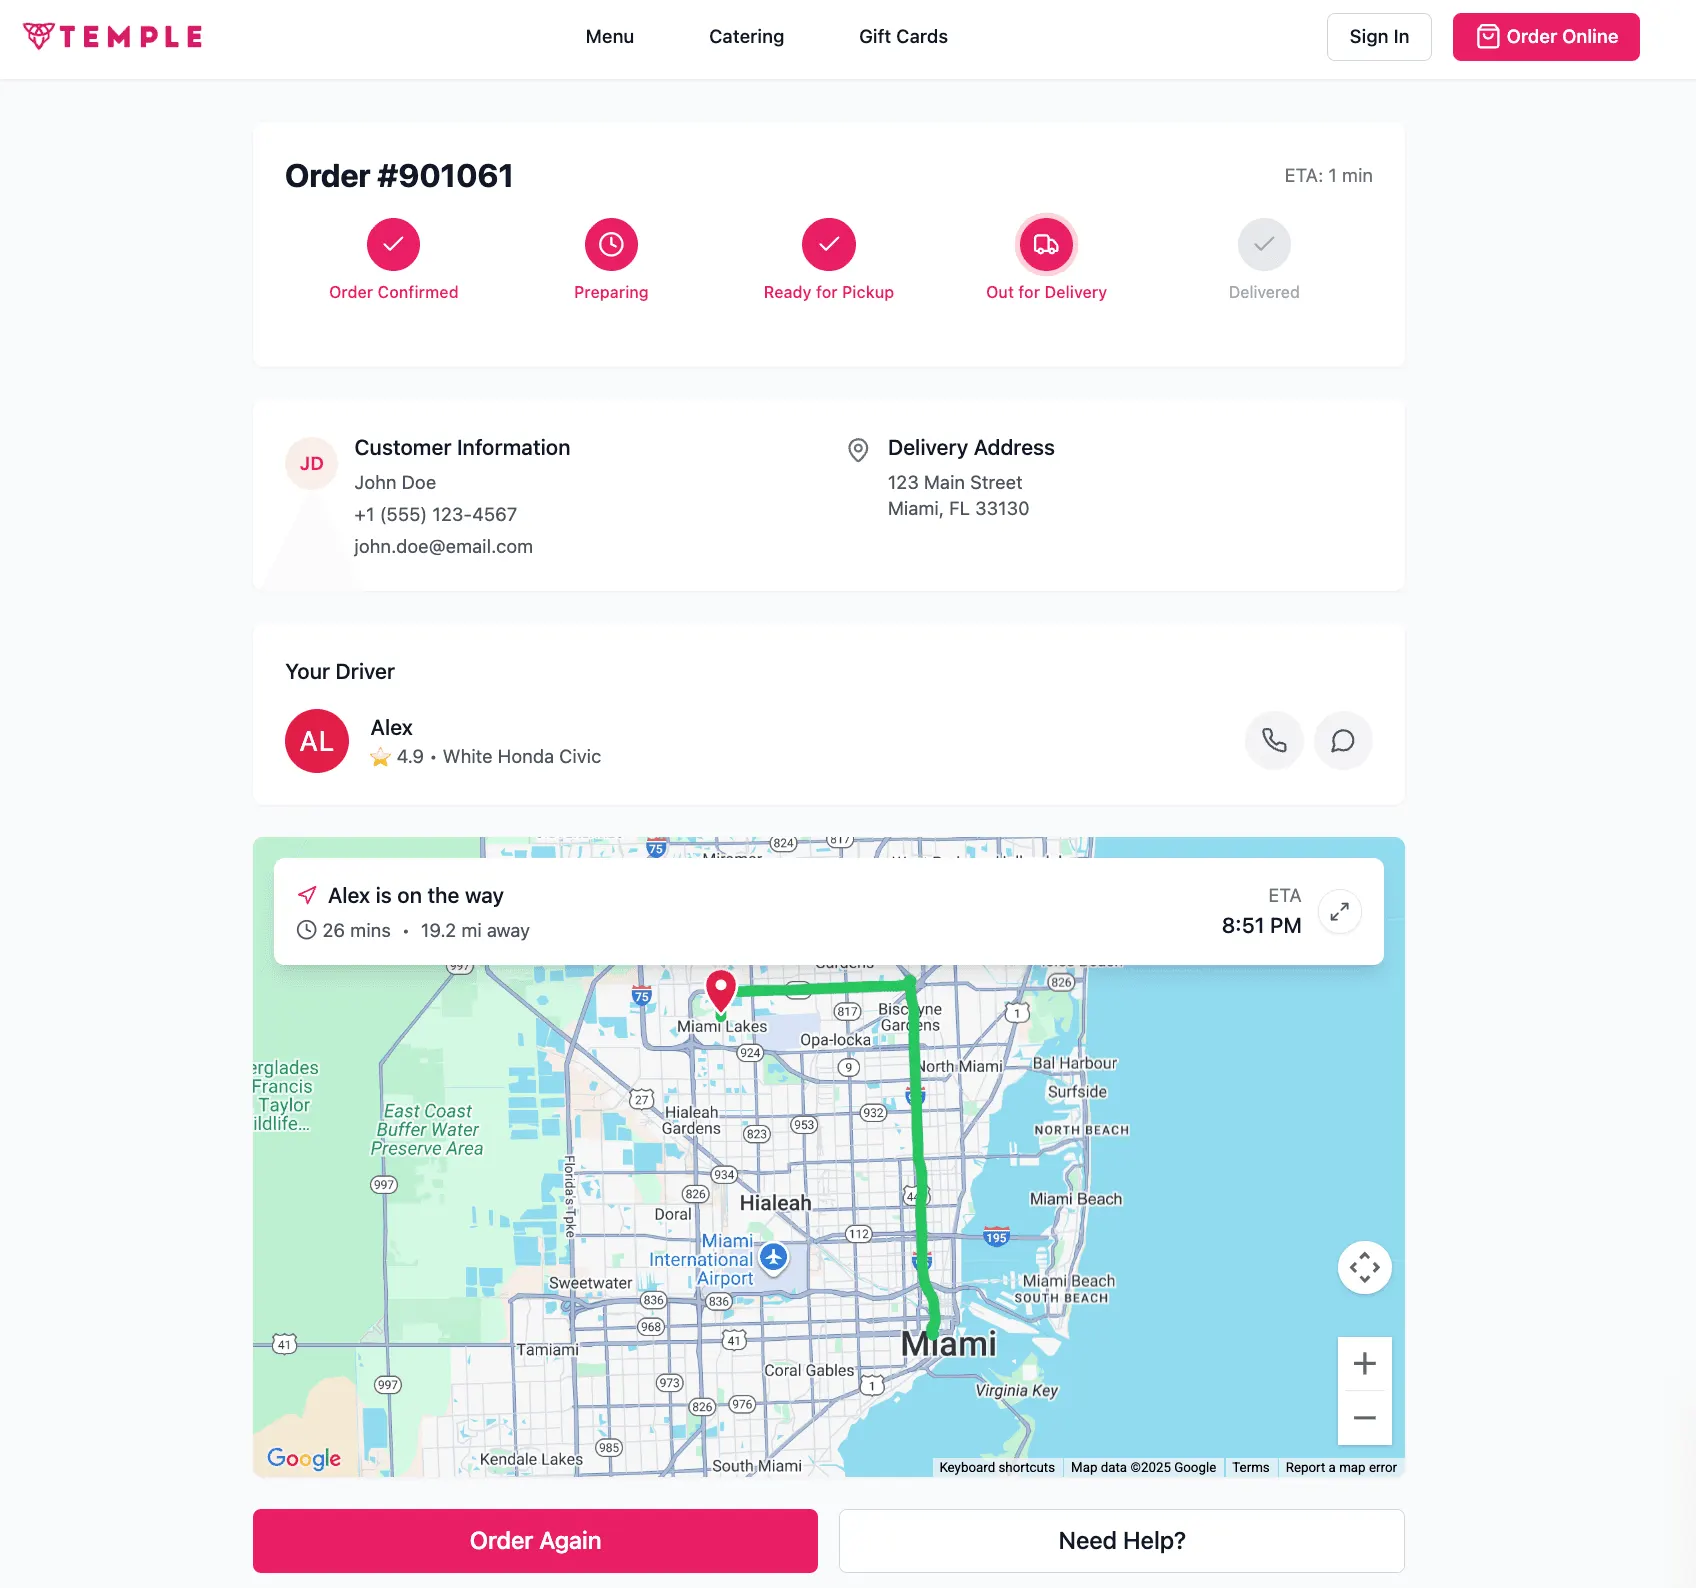 TEMPLE
Menu
Catering
Gift Cards
Sign In
Order Online
Order #901061
ETA: 1 min
Order Confirmed
Preparing
Ready for Pickup
Out for Delivery
Delivered
JD
Customer Information
John Doe
+1 (555) 123-4567
john.doe@email.com
Delivery Address
123 Main Street
Miami, FL 33130
Your Driver
AL
Alex
4.9 • White Honda Civic
75
824
817
Alex is on the way
26 mins • 19.2 mi away
ETA
8:51 PM
997
826
75
817
Biscayne
Gardens
1
Miami Lakes
Opa-locka
924
9
North Miami
Bal Harbour
Surfside
27
932
Hialeah
Gardens
953
823
NORTH BEACH
East Coast
Buffer Water
Preserve Area
Francis
Taylor
934
997
826
Hialeah
Doral
Miami Beach
Florida's Tpke
112
195
Miami
International
Airport
Sweetwater
Miami Beach
SOUTH BEACH
836
836
968
41
41
Miami
Tamiami
Coral Gables
973
1
997
826
976
Virginia Key
985
Kendale Lakes
South Miami
Google
Keyboard shortcuts
Map data ©2025 Google
Terms
Report a map error
Order Again
Need Help?